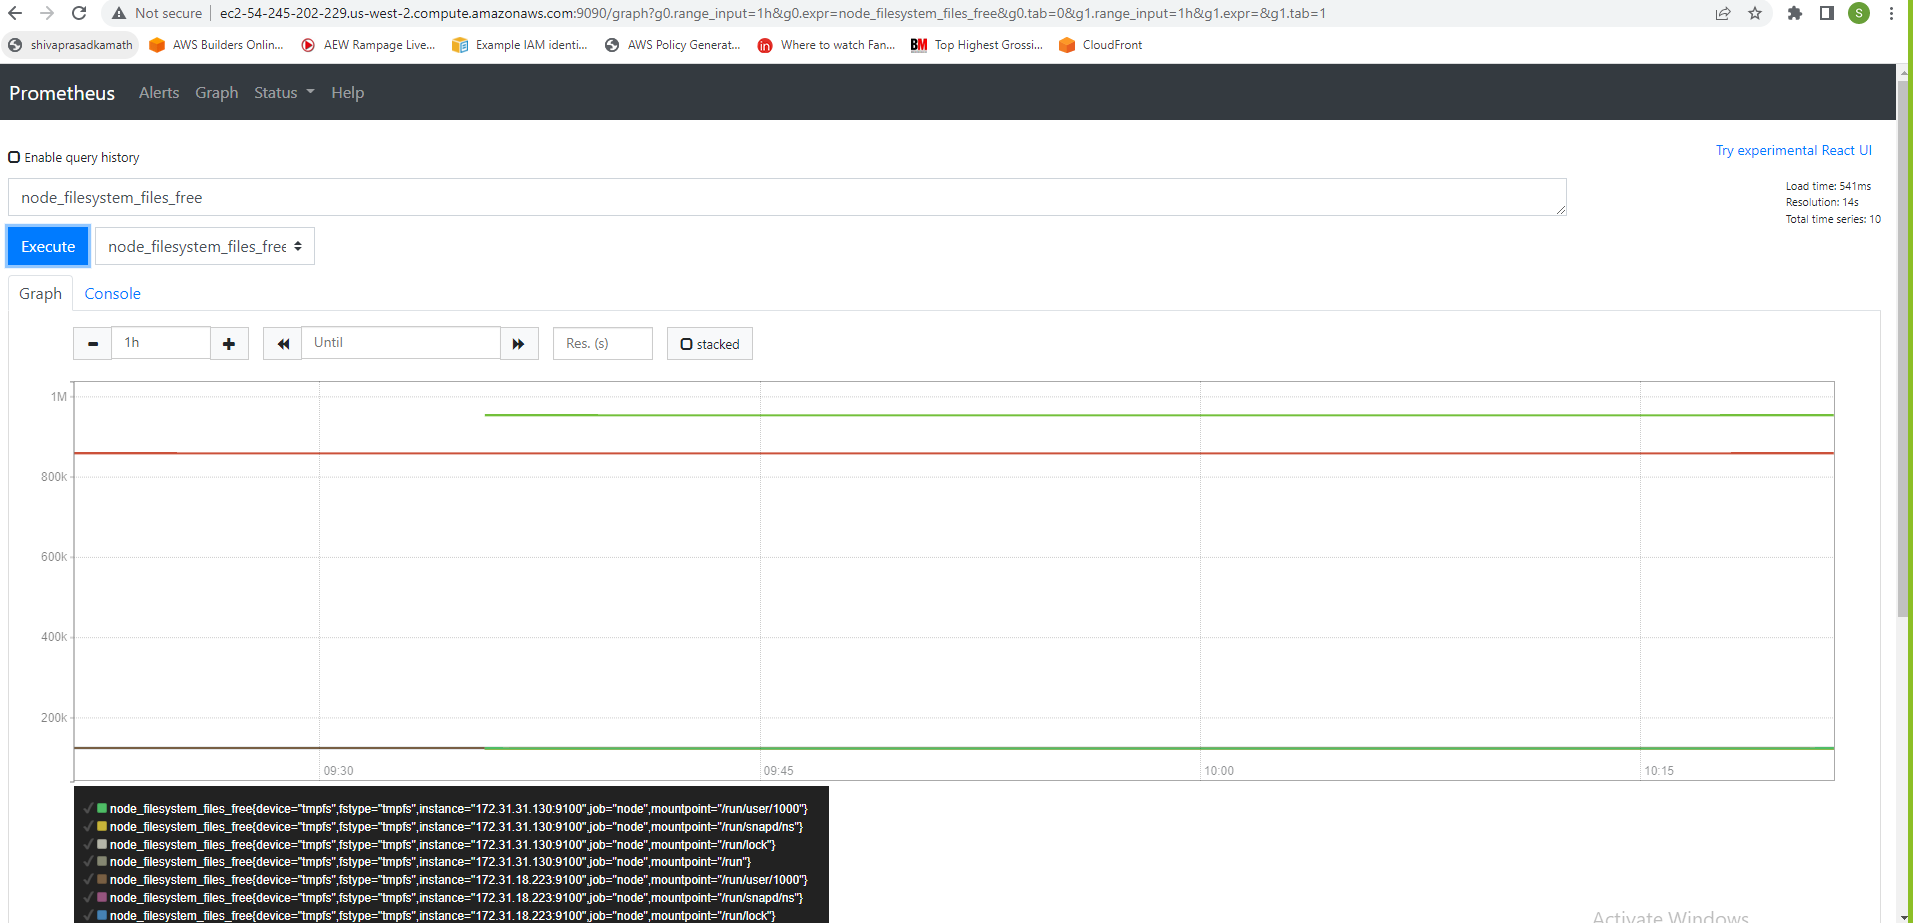 Not secure | ec2-54-245-202-229.us-west-2.compute.amazonaws.com:9090/graph?g0.range_input=1h&g0.expr=node_filesystem_files_free&g0.tab=0&g1.range_input=1h&g1.expr=&g1.tab=1
S
shivaprasadkamath AWS Builders Onlin... AEW Rampage Live... Example IAM identi... AWS Policy Generat... in Where to watch Fan... BM Top Highest Grossi... CloudFront
Prometheus Alerts Graph Status Help
Enable query history
Try experimental React UI
node_filesystem_files_free
Load time: 541ms
Resolution: 14s
Total time series: 10
Execute node_filesystem_files_free
Graph Console
- 1h + Until Res. (s) stacked
1M
800k
600k
400k
200k
09:30 09:45 10:00 10:15
node_filesystem_files_free{device="tmpfs",fstype="tmpfs",instance="172.31.31.130:9100",job="node",mountpoint="/run/user/1000"}
node_filesystem_files_free{device="tmpfs",fstype="tmpfs",instance="172.31.31.130:9100",job="node",mountpoint="/run/snapd/ns"}
node_filesystem_files_free{device="tmpfs",fstype="tmpfs",instance="172.31.31.130:9100",job="node",mountpoint="/run/lock"}
node_filesystem_files_free{device="tmpfs",fstype="tmpfs",instance="172.31.31.130:9100",job="node",mountpoint="/run"}
node_filesystem_files_free{device="tmpfs",fstype="tmpfs",instance="172.31.18.223:9100",job="node",mountpoint="/run/user/1000"}
node_filesystem_files_free{device="tmpfs",fstype="tmpfs",instance="172.31.18.223:9100",job="node",mountpoint="/run/snapd/ns"}
node_filesystem_files_free{device="tmpfs",fstype="tmpfs",instance="172.31.18.223:9100",job="node",mountpoint="/run/lock"}
Activate Windows